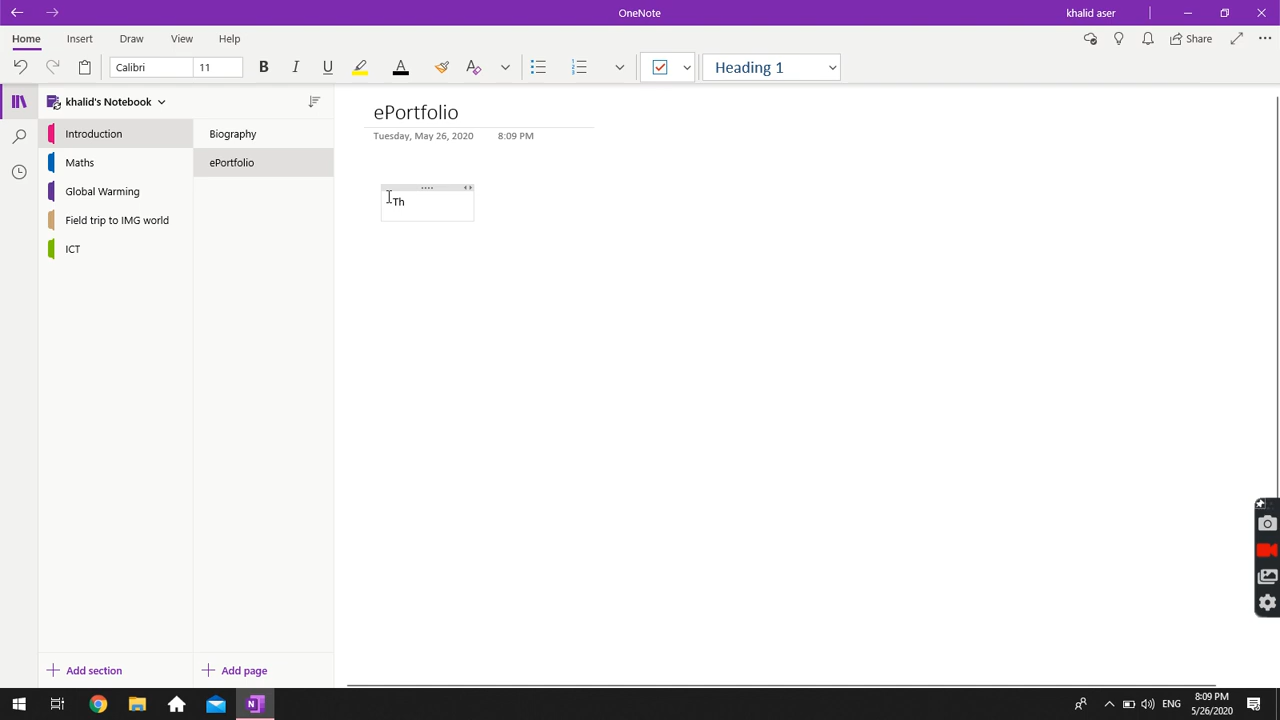 OneNote
khalid aser
Home Insert Draw View Help
Share
Calibri 11 B I U A A Heading 1
khalid's Notebook
Introduction
Maths
Global Warming
Field trip to IMG world
ICT
Biography
ePortfolio
ePortfolio
Tuesday, May 26, 2020 8:09 PM
Th
Add section
Add page
N
ENG
8:09 PM
5/26/2020